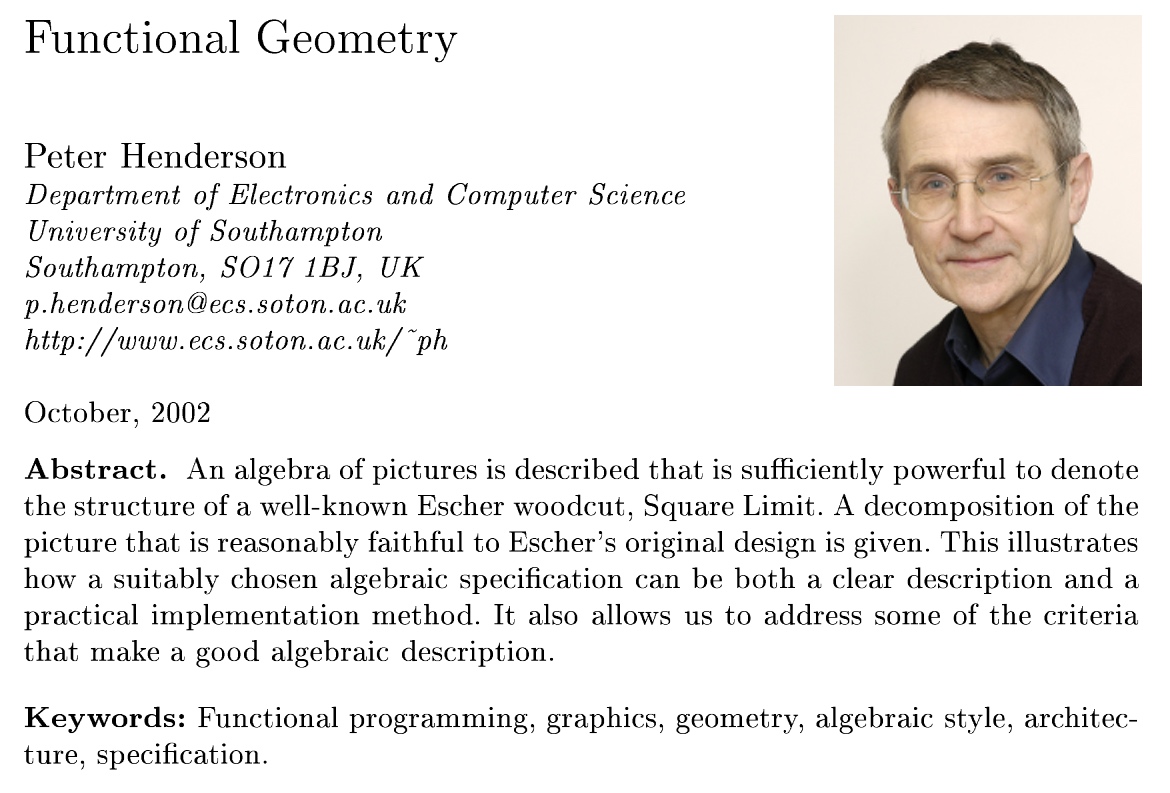 Functional Geometry
Peter Henderson
Department of Electronics and Computer Science
University of Southampton
Southampton, SO17 1BJ, UK
p.henderson@ecs.soton.ac.uk
http://www.ecs.soton.ac.uk/~ph
October, 2002
Abstract. An algebra of pictures is described that is sufficiently powerful to denote
the structure of a well-known Escher woodcut, Square Limit. A decomposition of the
picture that is reasonably faithful to Escher's original design is given. This illustrates
how a suitably chosen algebraic specification can be both a clear description and a
practical implementation method. It also allows us to address some of the criteria
that make a good algebraic description.
Keywords: Functional programming, graphics, geometry, algebraic style, architec-
ture, specification.